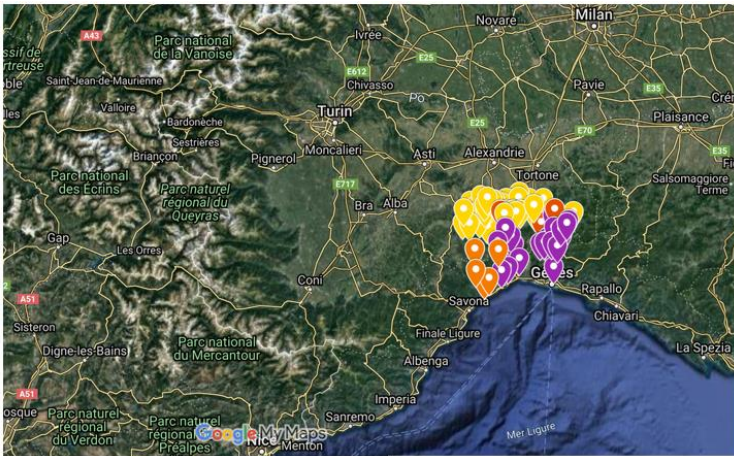 A43
ssif de
rtreuse
ble
lles
Parc national
de la Vanoise
Saint-Jean-de-Maurienne
Valloire
Bardonèche
Sestrières
Briançon
Parc national
des Écrins
Parc naturel
régional du
Queyras
Gap
Les Orres
A51
Sisteron
Digne-les-Bains
A51
osque
Parc naturel
régional
du Verdon
Parc national
du Mercantour
Parc naturel
régional
Préalpes
Google My Maps
Nice
Menton
Ivrée
Novare
Milan
E25
E612
Chivasso
Po
Turin
Pavie
E35
Cré
E70
Plaisance
E25
Pignerol
Moncalieri
Asti
Alexandrie
Tortone
E35
Salsomaggiore
Terme
E717
Bra
Alba
Coni
Gênes
Savona
Rapallo
Chiavari
Finale Ligure
La Spezia
Albenga
Imperia
Sanremo
Mer Ligure